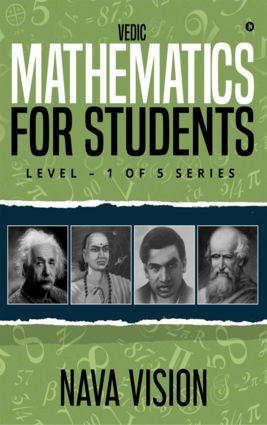 VEDIC
MATHEMATICS
FOR STUDENTS
LEVEL – 1 OF 5 SERIES
NAVA VISION